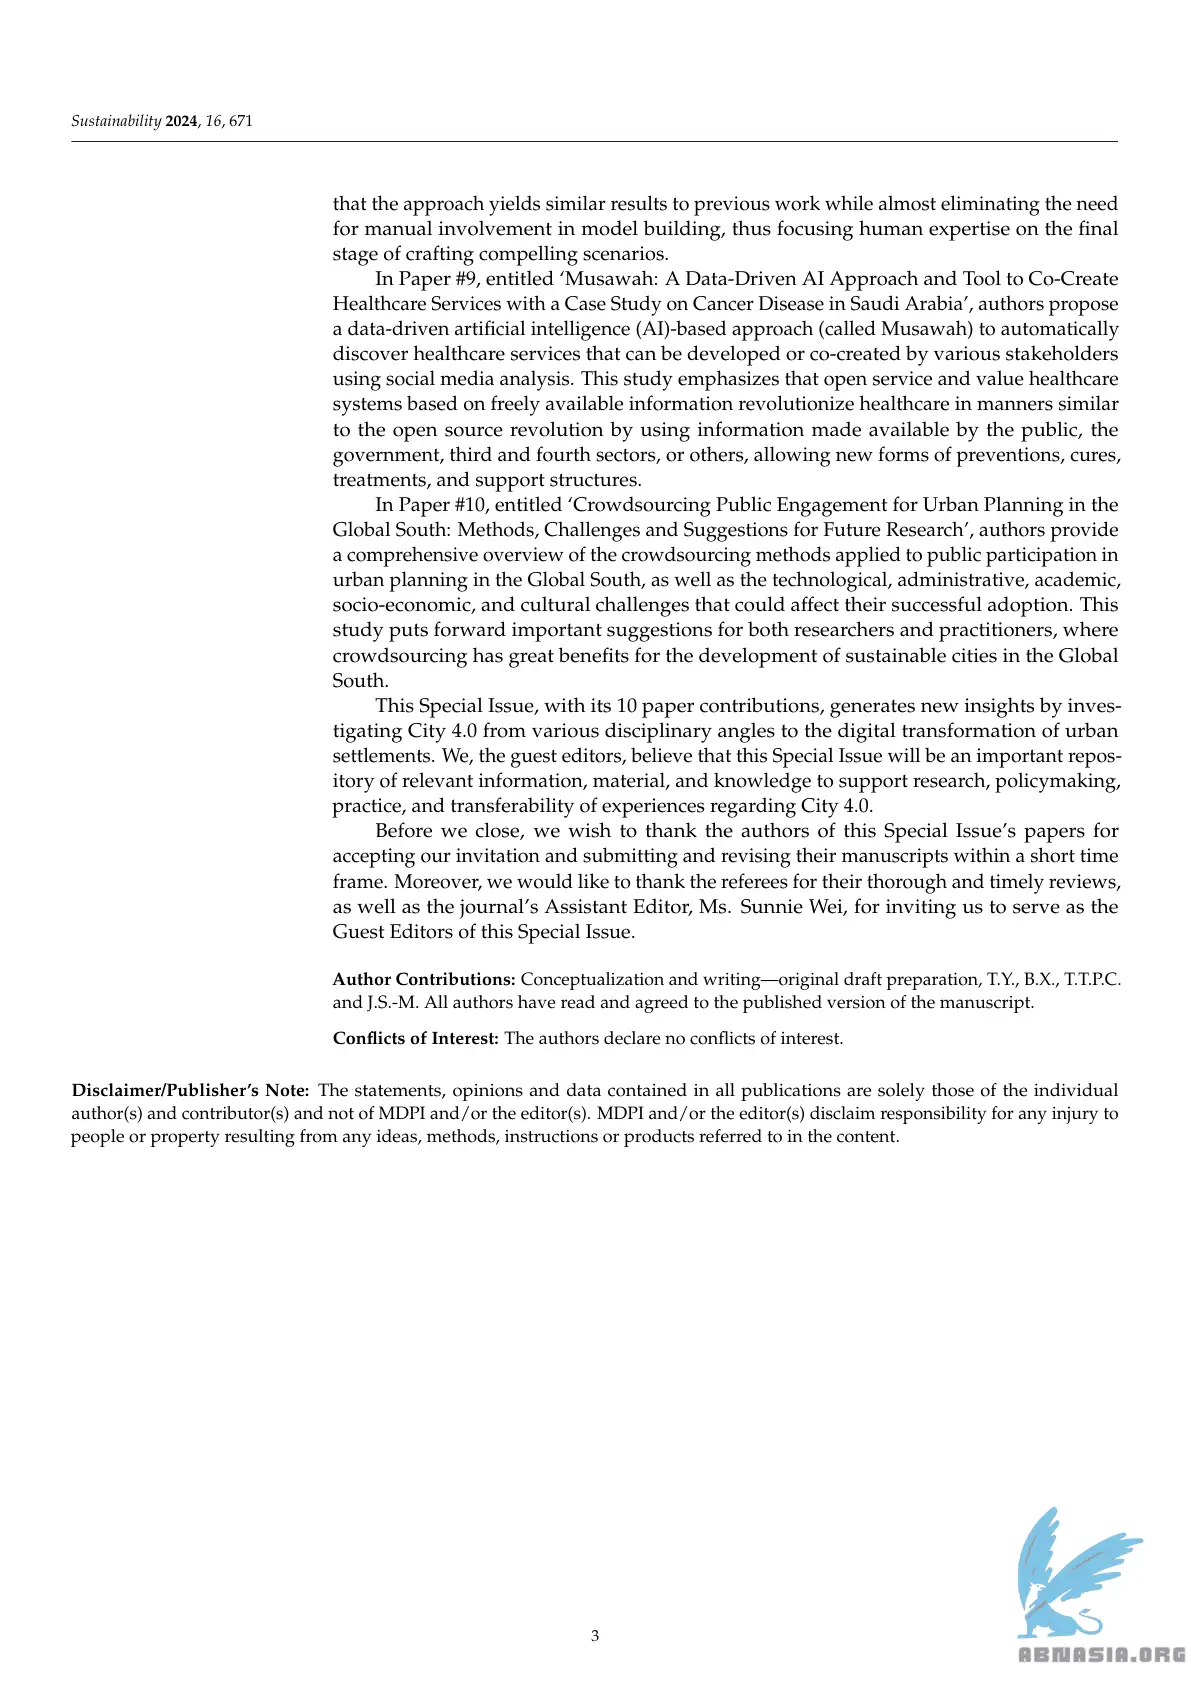 Sustainability 2024, 16, 671
that the approach yields similar results to previous work while almost eliminating the need
for manual involvement in model building, thus focusing human expertise on the final
stage of crafting compelling scenarios.
In Paper #9, entitled ‘Musawah: A Data-Driven AI Approach and Tool to Co-Create
Healthcare Services with a Case Study on Cancer Disease in Saudi Arabia’, authors propose
a data-driven artificial intelligence (AI)-based approach (called Musawah) to automatically
discover healthcare services that can be developed or co-created by various stakeholders
using social media analysis. This study emphasizes that open service and value healthcare
systems based on freely available information revolutionize healthcare in manners similar
to the open source revolution by using information made available by the public, the
government, third and fourth sectors, or others, allowing new forms of preventions, cures,
treatments, and support structures.
In Paper #10, entitled ‘Crowdsourcing Public Engagement for Urban Planning in the
Global South: Methods, Challenges and Suggestions for Future Research’, authors provide
a comprehensive overview of the crowdsourcing methods applied to public participation in
urban planning in the Global South, as well as the technological, administrative, academic,
socio-economic, and cultural challenges that could affect their successful adoption. This
study puts forward important suggestions for both researchers and practitioners, where
crowdsourcing has great benefits for the development of sustainable cities in the Global
South.
This Special Issue, with its 10 paper contributions, generates new insights by inves-
tigating City 4.0 from various disciplinary angles to the digital transformation of urban
settlements. We, the guest editors, believe that this Special Issue will be an important repos-
itory of relevant information, material, and knowledge to support research, policymaking,
practice, and transferability of experiences regarding City 4.0.
Before we close, we wish to thank the authors of this Special Issue’s papers for
accepting our invitation and submitting and revising their manuscripts within a short time
frame. Moreover, we would like to thank the referees for their thorough and timely reviews,
as well as the journal’s Assistant Editor, Ms. Sunnie Wei, for inviting us to serve as the
Guest Editors of this Special Issue.
Author Contributions: Conceptualization and writing—original draft preparation, T.Y., B.X., T.T.P.C.
and J.S.-M. All authors have read and agreed to the published version of the manuscript.
Conflicts of Interest: The authors declare no conflicts of interest.
Disclaimer/Publisher’s Note: The statements, opinions and data contained in all publications are solely those of the individual
author(s) and contributor(s) and not of MDPI and/or the editor(s). MDPI and/or the editor(s) disclaim responsibility for any injury to
people or property resulting from any ideas, methods, instructions or products referred to in the content.
3
ABNASIA.ORG